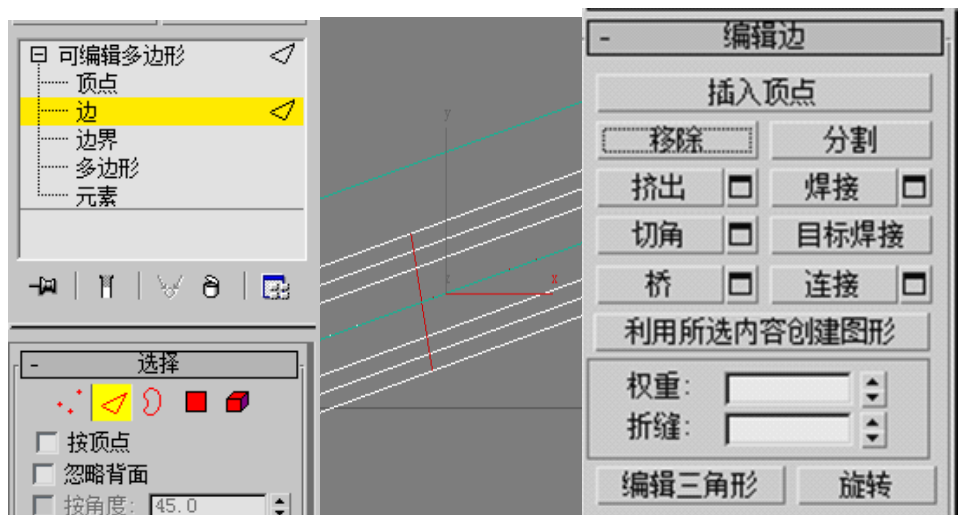 可编辑多边形
顶点
边
边界
多边形
元素
- 选择
按顶点
忽略背面
按角度: 45.0
y
z x
- 编辑边
插入顶点
移除 分割
挤出 焊接
切角 目标焊接
桥 连接
利用所选内容创建图形
权重:
折缝:
编辑三角形 旋转